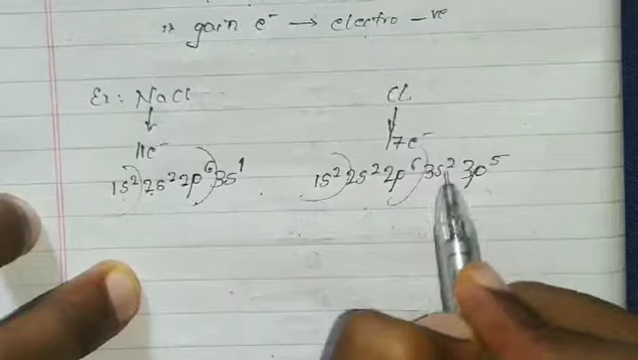 gain e⁻ → electro -ve
Ex: NaCl Cl
11e⁻ 17e⁻
1s² 2s² 2p⁶ 3s¹ 1s² 2s² 2p⁶ 3s² 3p⁵